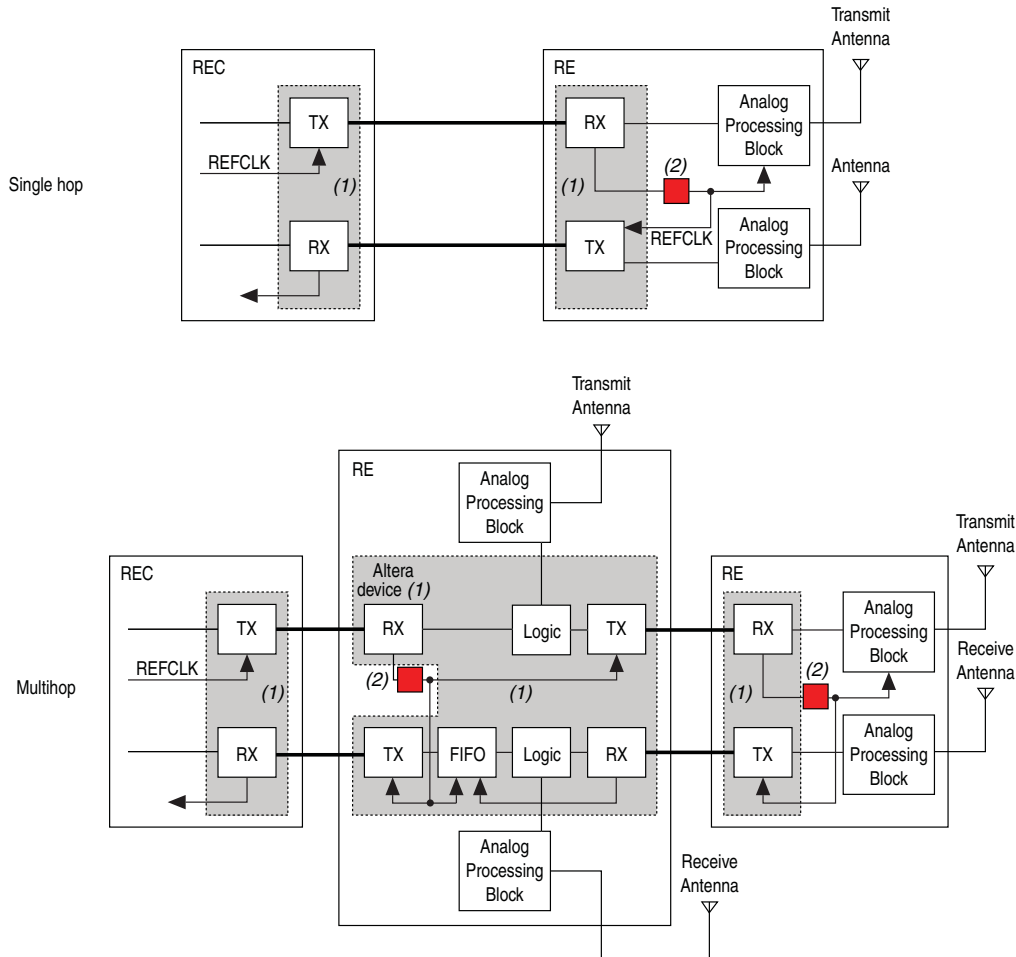 Transmit
Antenna
REC
RE
TX
RX
Analog
Processing
Block
REFCLK
(1)
(1)
(2)
Antenna
Single hop
RX
TX
REFCLK
Analog
Processing
Block
Transmit
Antenna
RE
Analog
Processing
Block
Transmit
Antenna
REC
Altera
device (1)
RE
TX
RX
Logic
TX
RX
Analog
Processing
Block
Receive
Antenna
REFCLK
Multihop
(1)
(2)
(1)
(1)
(2)
RX
TX
FIFO
Logic
RX
TX
Analog
Processing
Block
Analog
Processing
Block
Receive
Antenna